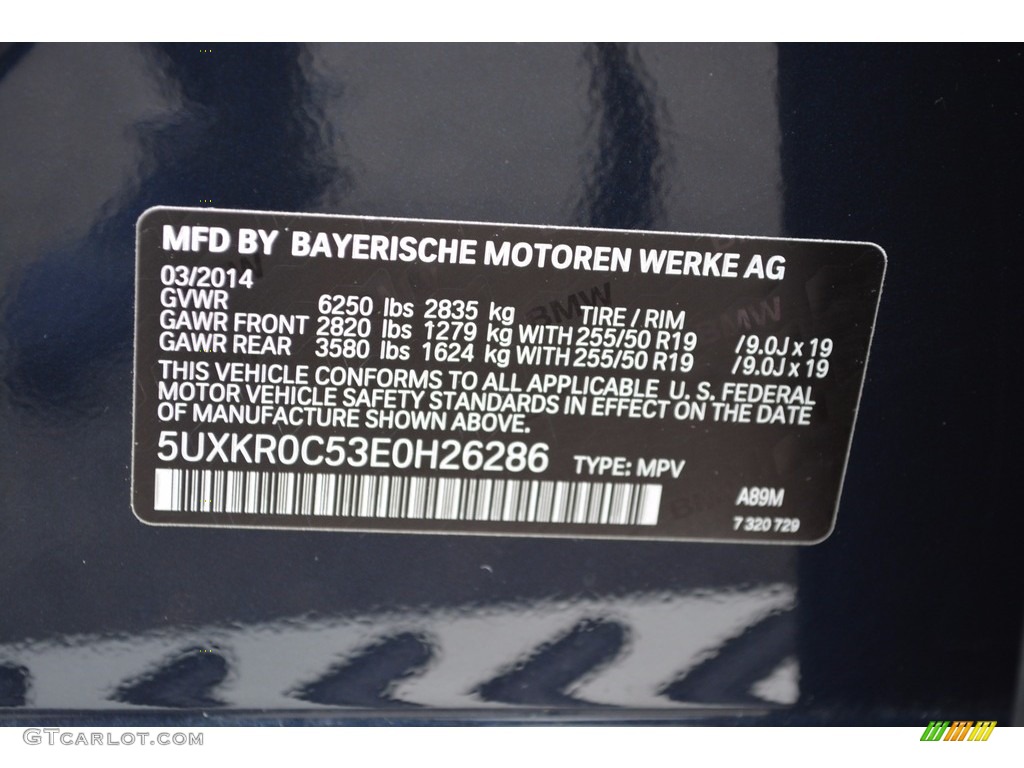 MFD BY BAYERISCHE MOTOREN WERKE AG
03/2014
GVWR 6250 lbs 2835 kg TIRE / RIM
GAWR FRONT 2820 lbs 1279 kg WITH 255/50 R19 /9.0J x 19
GAWR REAR 3580 lbs 1624 kg WITH 255/50 R19 /9.0J x 19
THIS VEHICLE CONFORMS TO ALL APPLICABLE U. S. FEDERAL
MOTOR VEHICLE SAFETY STANDARDS IN EFFECT ON THE DATE
OF MANUFACTURE SHOWN ABOVE.
5UXKR0C53E0H26286 TYPE: MPV
A89M
7 320 729
BMW
BMW
BMW
GTCARLOT.COM